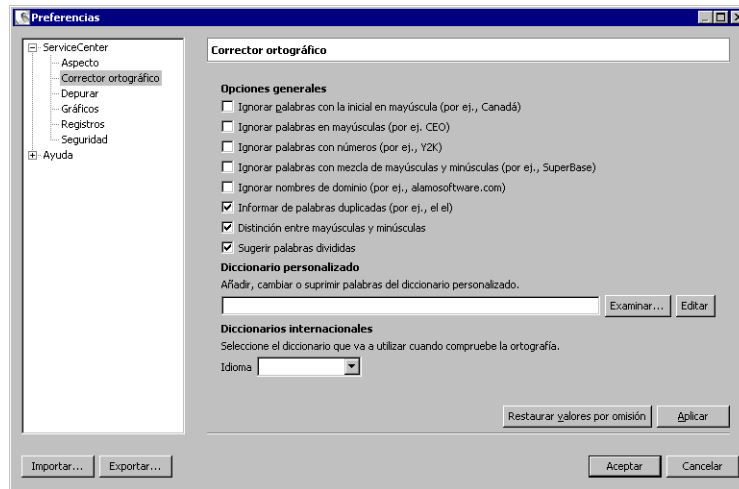 Preferencias
ServiceCenter
Aspecto
Corrector ortográfico
Depurar
Gráficos
Registros
Seguridad
Ayuda
Corrector ortográfico
Opciones generales
Ignorar palabras con la inicial en mayúscula (por ej., Canadá)
Ignorar palabras en mayúsculas (por ej. CEO)
Ignorar palabras con números (por ej., Y2K)
Ignorar palabras con mezcla de mayúsculas y minúsculas (por ej., SuperBase)
Ignorar nombres de dominio (por ej., alamosoftware.com)
Informar de palabras duplicadas (por ej., el el)
Distinción entre mayúsculas y minúsculas
Sugerir palabras divididas
Diccionario personalizado
Añadir, cambiar o suprimir palabras del diccionario personalizado.
Examinar... Editar
Diccionarios internacionales
Seleccione el diccionario que va a utilizar cuando compruebe la ortografía.
Idioma
Restaurar valores por omisión Aplicar
Importar... Exportar... Aceptar Cancelar